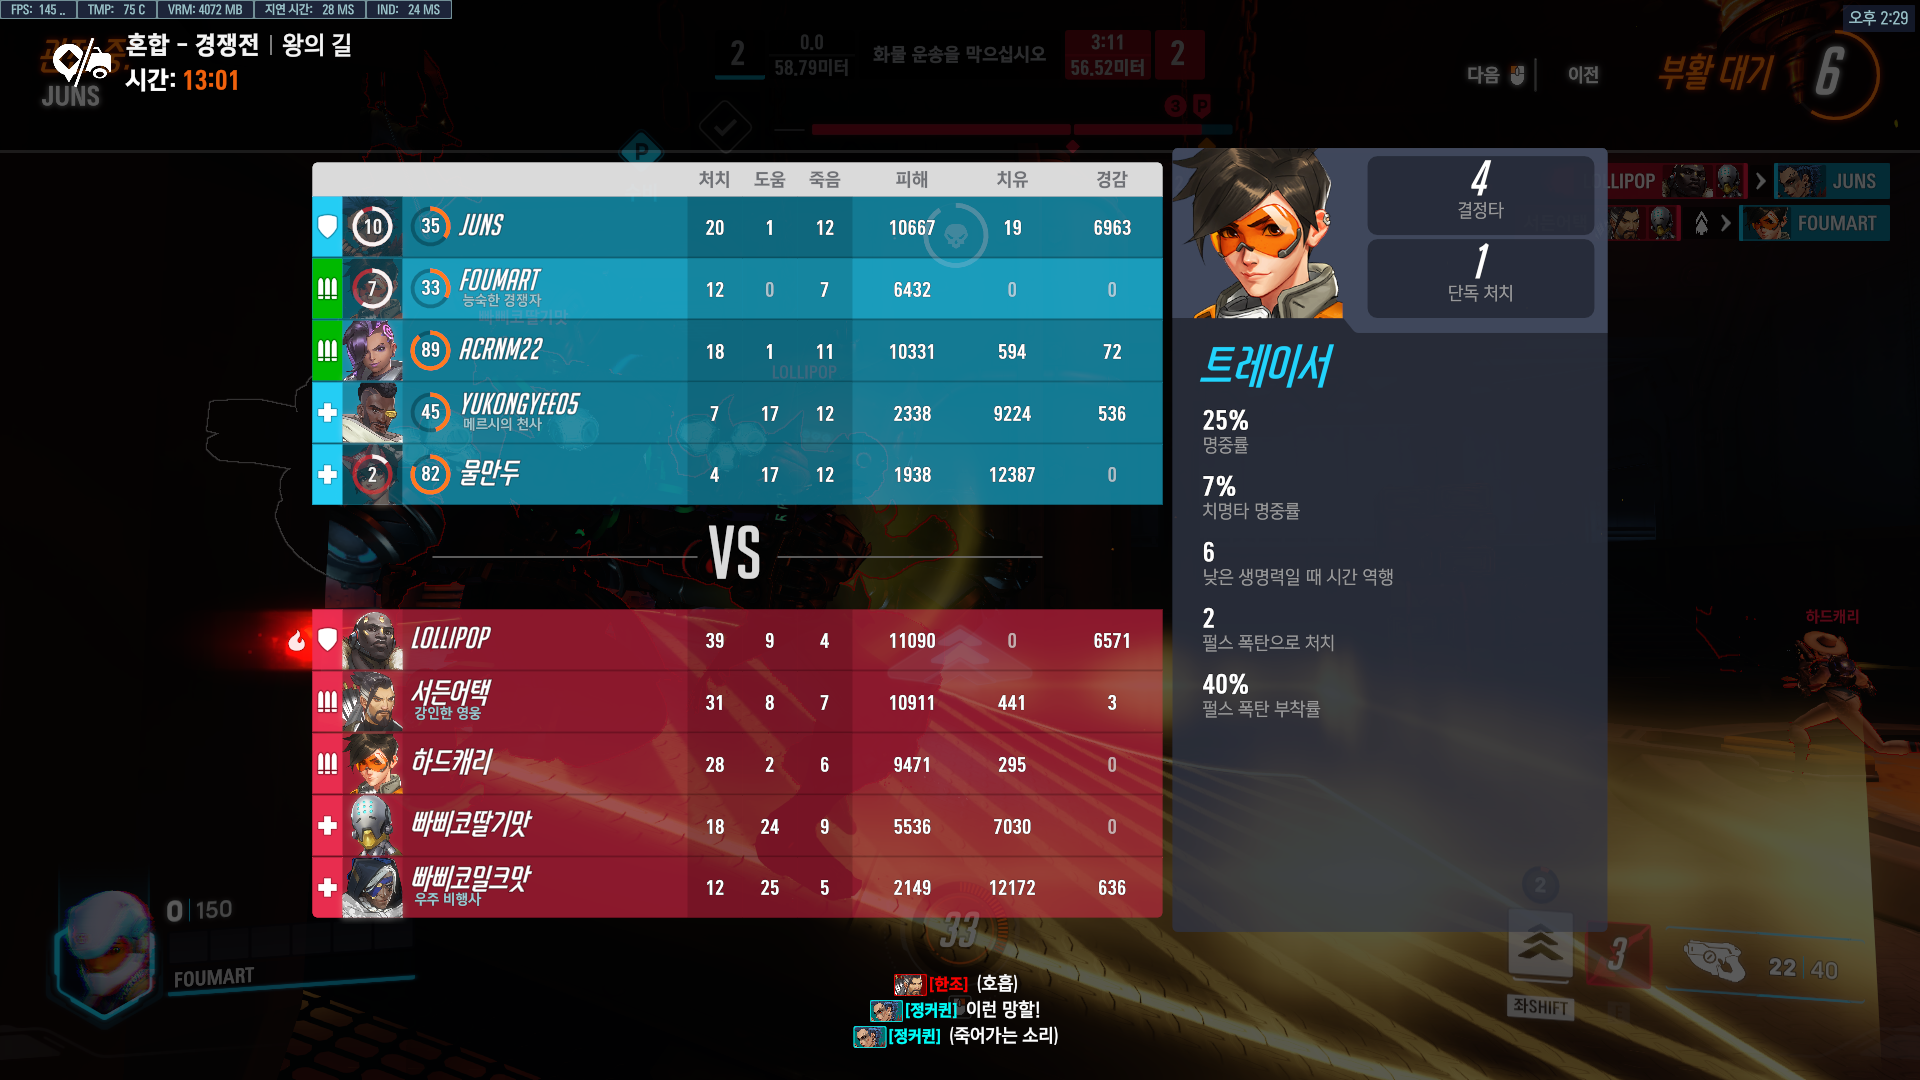 FPS: 145 .. TMP: 75 C VRM: 4072 MB 지연 시간: 28 MS IND: 24 MS
오후 2:29
혼합 - 경쟁전 | 왕의 길
시간: 13:01
JUNS
2 0.0 58.79미터 화물 운송을 막으십시오 3:11 56.52미터 2
다음 이전 부활 대기 6
3 P
P
처치 도움 죽음 피해 치유 경감
10 35 JUNS 20 1 12 10667 19 6963
7 33 FOUMART 12 0 7 6432 0 0
능숙한 경쟁자
빠삐코딸기맛
89 ACRNM22 18 1 11 10331 594 72
LOLLIPOP
45 YUKONGYEE05 7 17 12 2338 9224 536
메르시의 천사
2 82 물만두 4 17 12 1938 12387 0
VS
LOLLIPOP 39 9 4 11090 0 6571
서든어택 31 8 7 10911 441 3
강인한 영웅
하드캐리 28 2 6 9471 295 0
빠삐코딸기맛 18 24 9 5536 7030 0
빠삐코밀크맛 12 25 5 2149 12172 636
우주 비행사
4
결정타
1
단독 처치
트레이서
25%
명중률
7%
치명타 명중률
6
낮은 생명력일 때 시간 역행
2
펄스 폭탄으로 처치
40%
펄스 폭탄 부착률
LLIPOP JUNS
FOUMART
하드캐리
0 | 150
FOUMART
33
[한조] (호흡)
[정커퀸] 이런 망할!
[정커퀸] (죽어가는 소리)
2
3
22 40
좌SHIFT